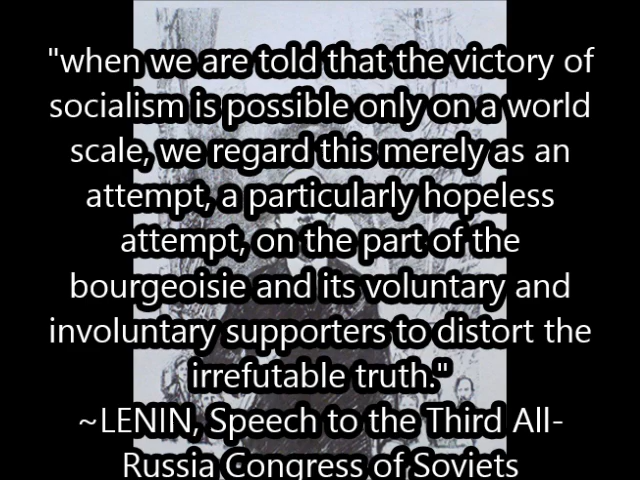 "when we are told that the victory of
socialism is possible only on a world
scale, we regard this merely as an
attempt, a particularly hopeless
attempt, on the part of the
bourgeoisie and its voluntary and
involuntary supporters to distort the
irrefutable truth."
~LENIN, Speech to the Third All-
Russia Congress of Soviets